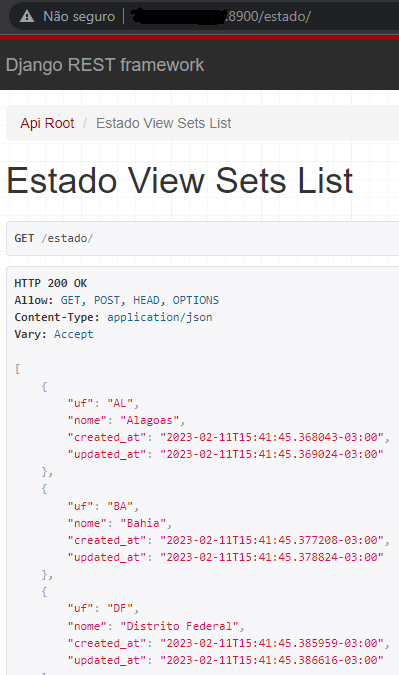 Não seguro | .8900/estado/
Django REST framework
Api Root / Estado View Sets List
Estado View Sets List
GET /estado/
HTTP 200 OK
Allow: GET, POST, HEAD, OPTIONS
Content-Type: application/json
Vary: Accept
[
{
"uf": "AL",
"nome": "Alagoas",
"created_at": "2023-02-11T15:41:45.368043-03:00",
"updated_at": "2023-02-11T15:41:45.369024-03:00"
},
{
"uf": "BA",
"nome": "Bahia",
"created_at": "2023-02-11T15:41:45.377208-03:00",
"updated_at": "2023-02-11T15:41:45.378824-03:00"
},
{
"uf": "DF",
"nome": "Distrito Federal",
"created_at": "2023-02-11T15:41:45.385959-03:00",
"updated_at": "2023-02-11T15:41:45.386616-03:00"